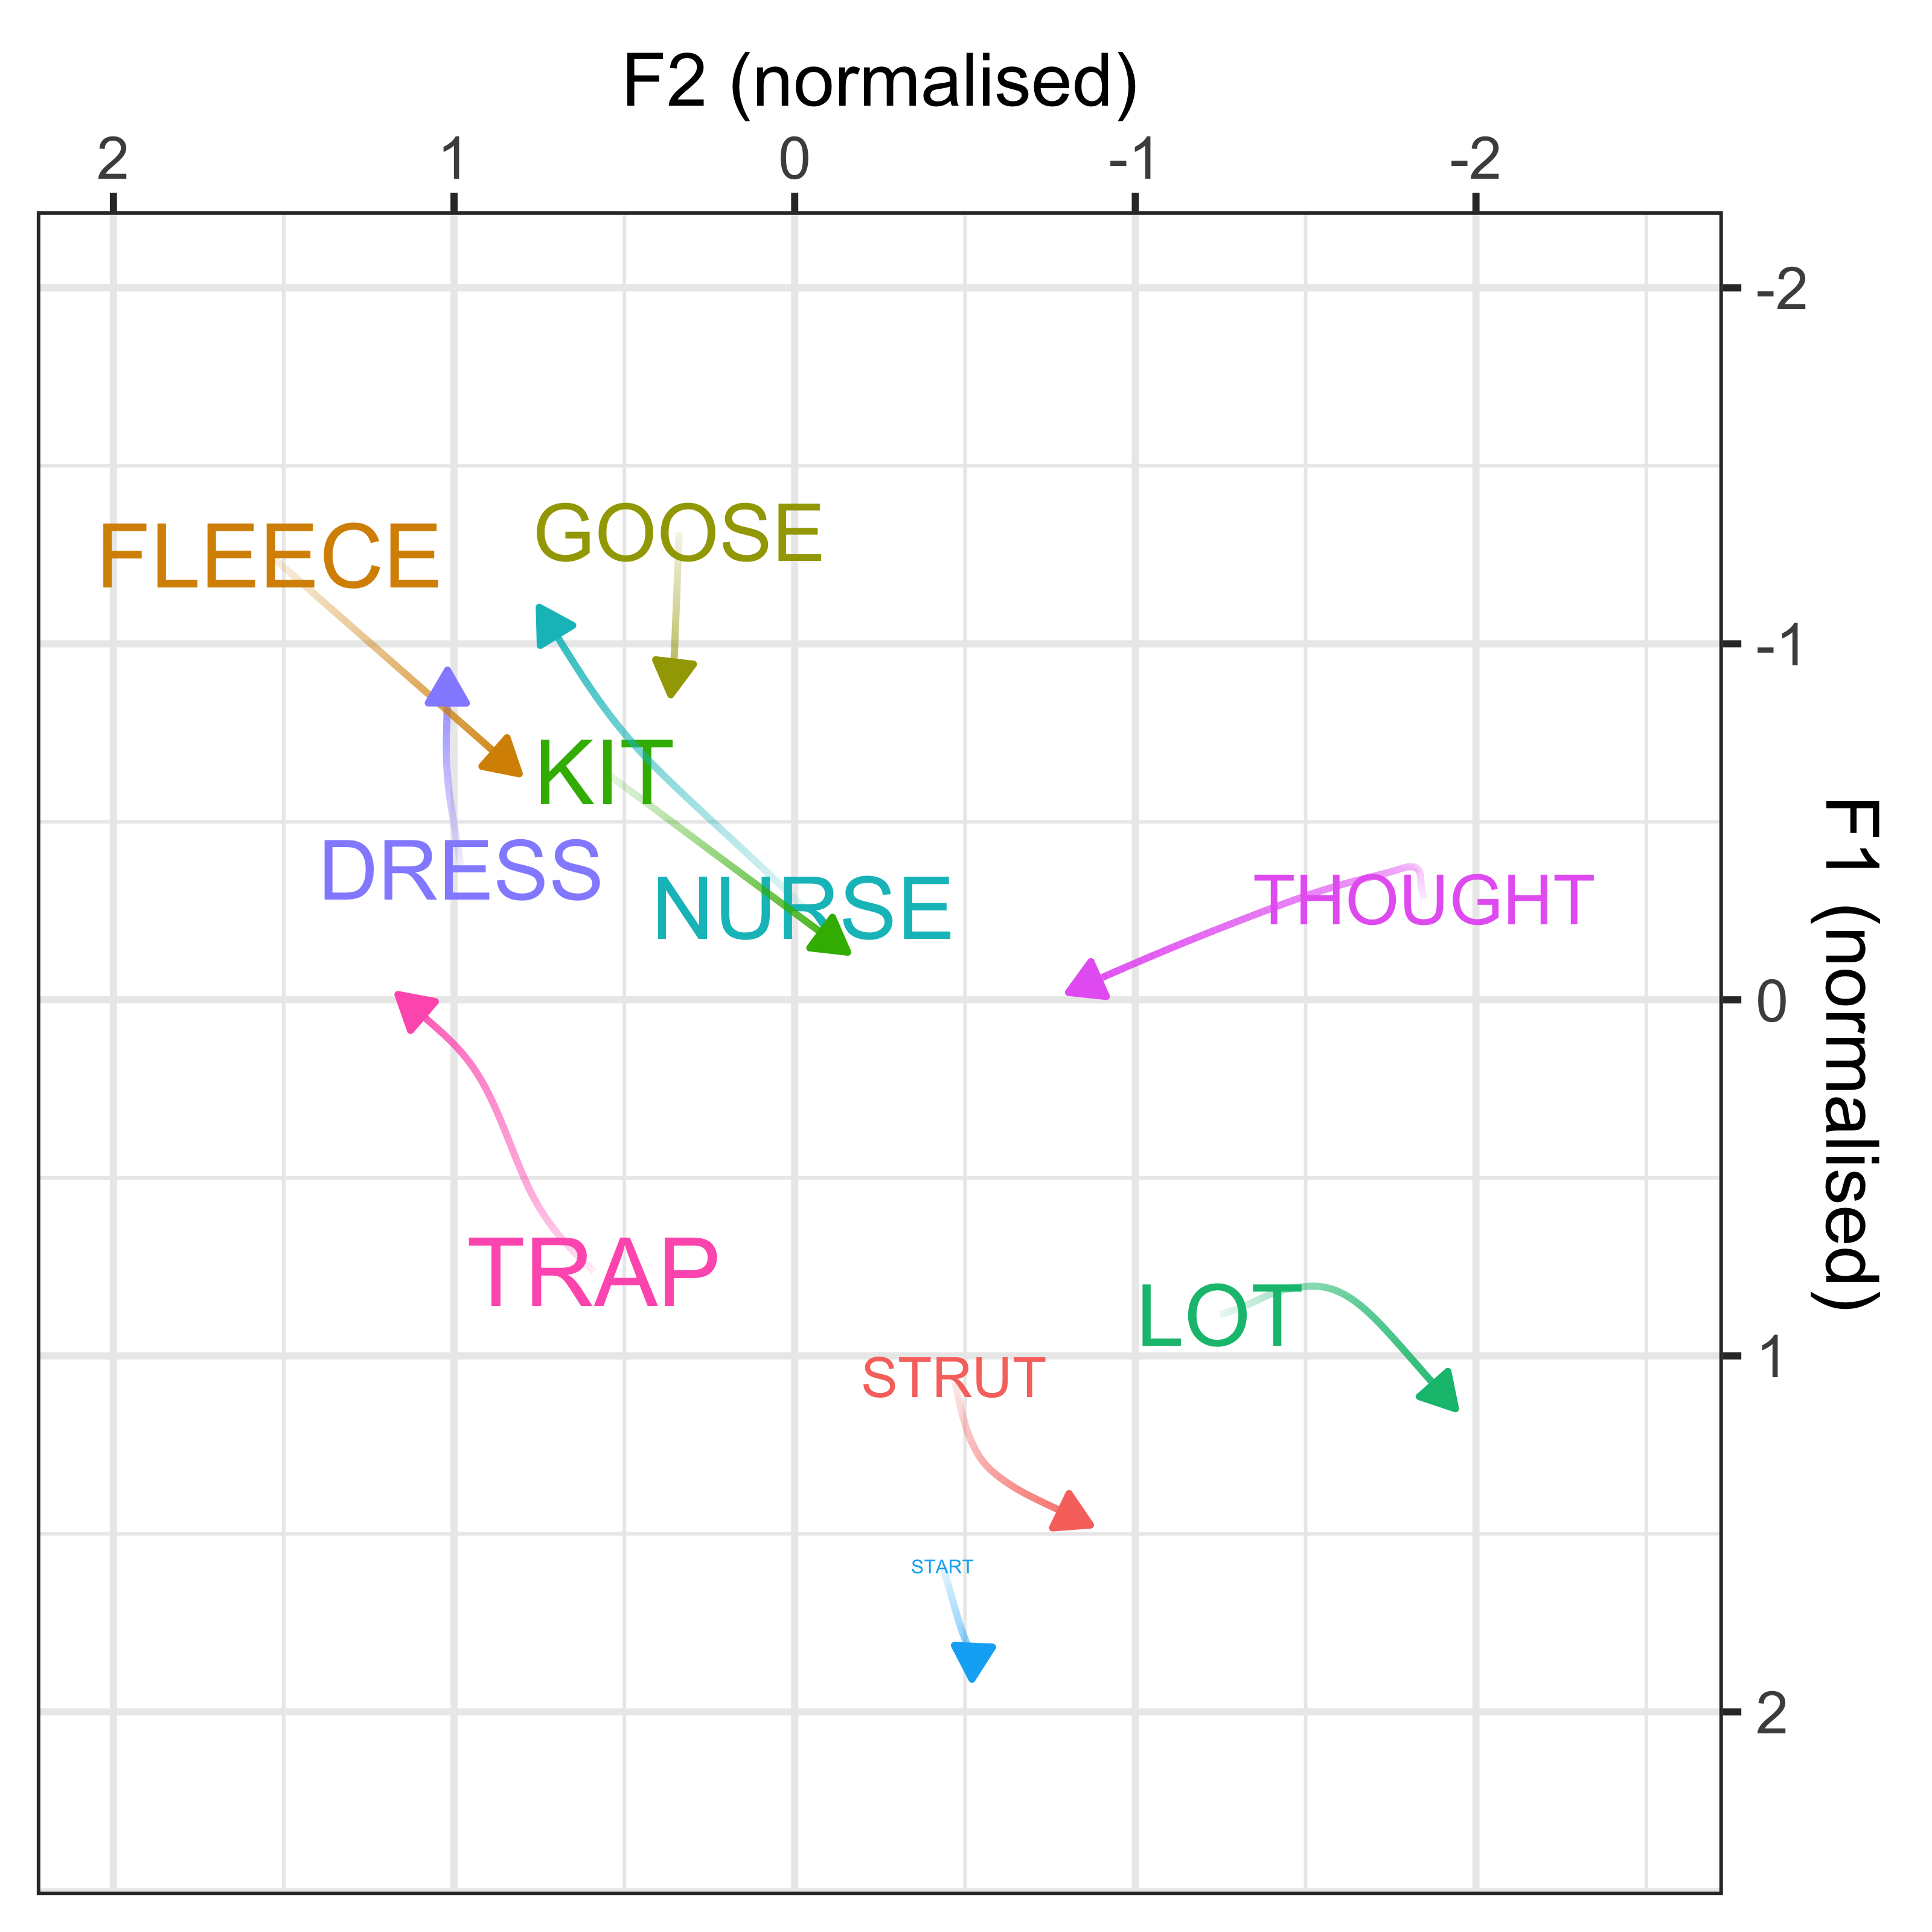 F2 (normalised)
2 1 0 -1 -2
-2
GOOSE
FLEECE
-1
KIT
DRESS
NURSE
THOUGHT
0
F1 (normalised)
TRAP
LOT
1
STRUT
START
2